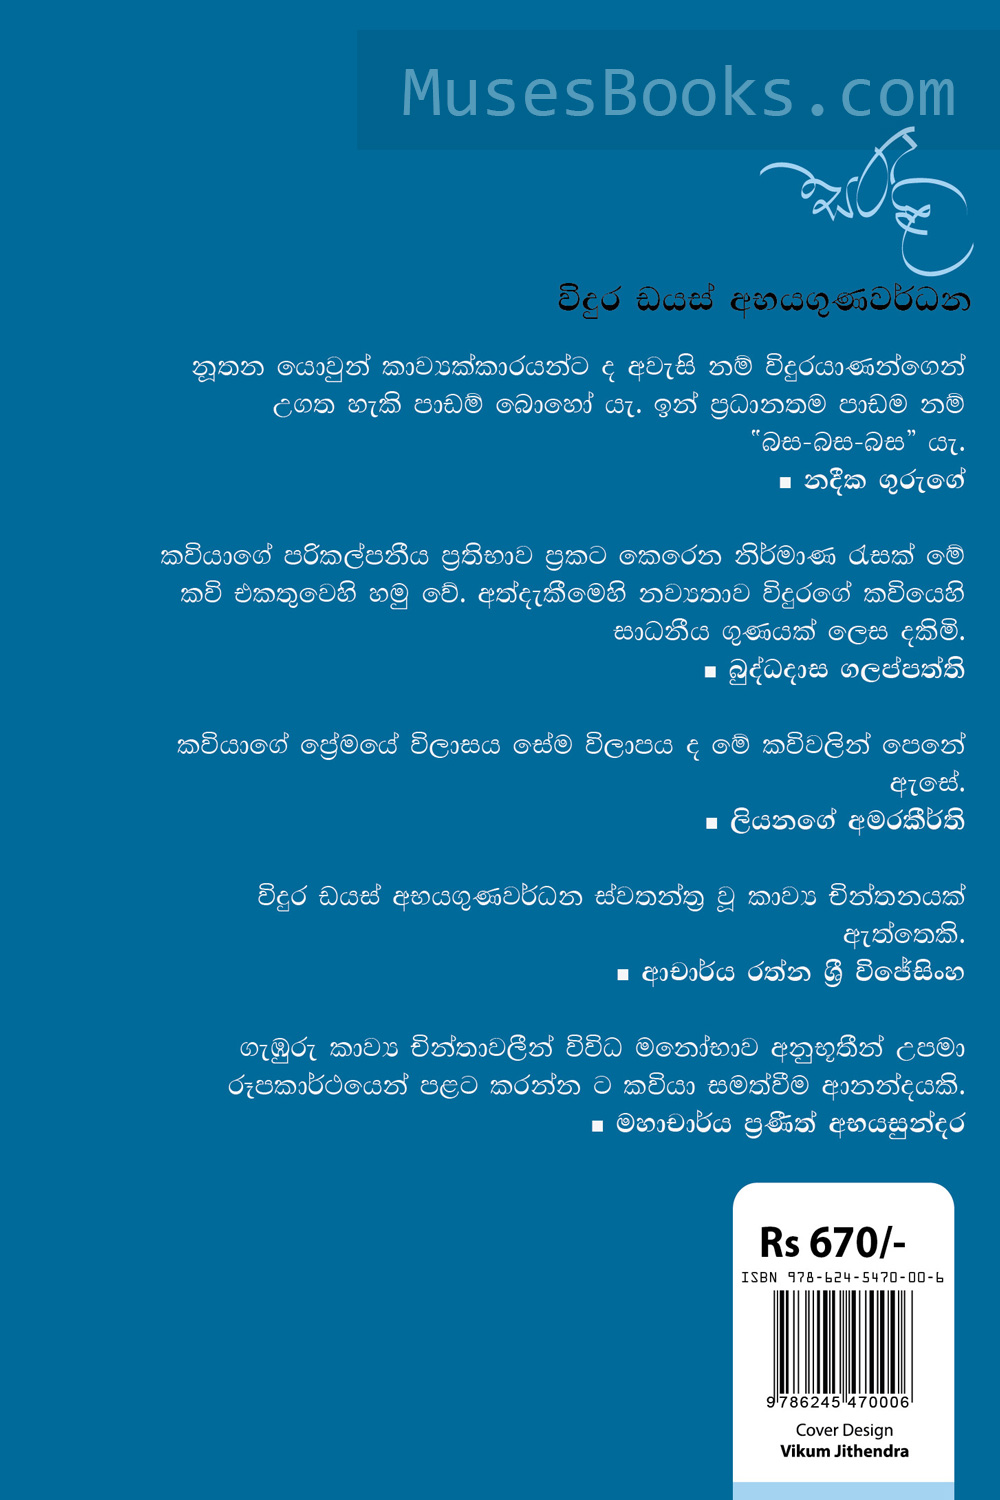 MusesBooks.com
විදුර ඩයස් අභයගුණවර්ධන
නූතන යොවුන් කාව්‍යක්කාරයන්ට ද අවැසි නම් විදුරයාණන්ගෙන්
උගත හැකි පාඩම් බොහෝ යැ. ඉන් ප්‍රධානතම පාඩම නම්
“බස-බස-බස” යැ.
▪ නදීක ගුරුගේ
කවියාගේ පරිකල්පනීය ප්‍රතිභාව ප්‍රකට කෙරෙන නිර්මාණ රැසක් මේ
කවි එකතුවෙහි හමු වේ. අත්දැකීමෙහි නව්‍යතාව විදුරගේ කවියෙහි
සාධනීය ගුණයක් ලෙස දකිමි.
▪ බුද්ධදාස ගලප්පත්ති
කවියාගේ ප්‍රේමයේ විලාසය සේම විලාපය ද මේ කවිවලින් පෙනේ
ඇසේ.
▪ ලියනගේ අමරකීර්ති
විදුර ඩයස් අභයගුණවර්ධන ස්වතන්ත්‍ර වූ කාව්‍ය චින්තනයක්
ඇත්තෙකි.
▪ ආචාර්ය රත්න ශ්‍රී විජේසිංහ
ගැඹුරු කාව්‍ය චින්තාවලීන් විවිධ මනෝභාව අනුභූතීන් උපමා
රූපකාර්ථයෙන් පළට කරන්න ට කවියා සමත්වීම ආනන්දයකි.
▪ මහාචාර්ය ප්‍රණීත් අභයසුන්දර
Rs 670/-
ISBN 978-624-5470-00-6
9 786245 470006
Cover Design
Vikum Jithendra